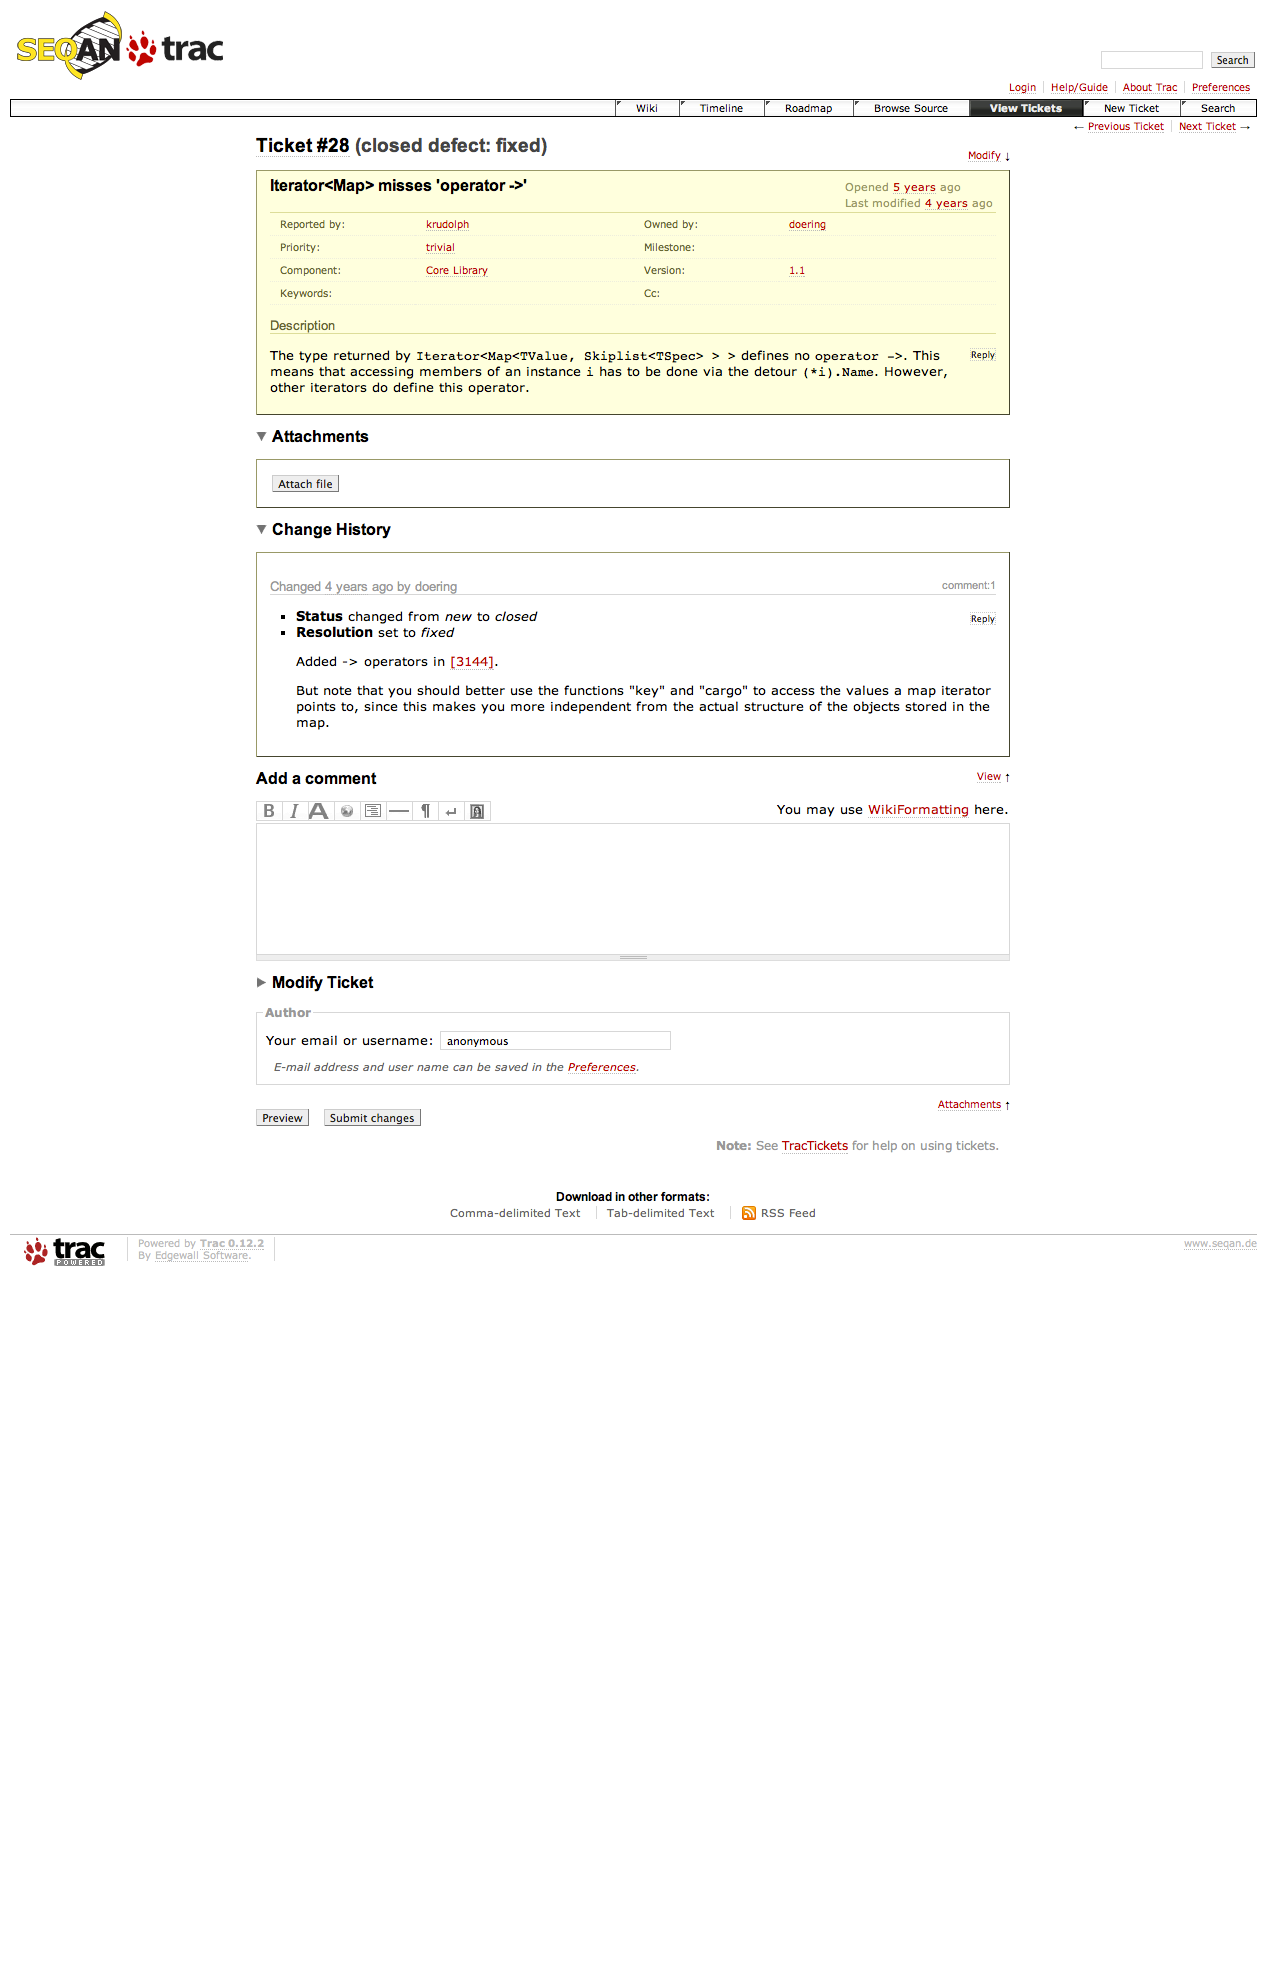 SEQAN trac
Search
Login Help/Guide About Trac Preferences
Wiki Timeline Roadmap Browse Source View Tickets New Ticket Search
← Previous Ticket Next Ticket →
Ticket #28 (closed defect: fixed)
Modify ↓
Iterator<Map> misses 'operator ->'
Opened 5 years ago
Last modified 4 years ago
Reported by: krudolph Owned by: doering
Priority: trivial Milestone:
Component: Core Library Version: 1.1
Keywords: Cc:
Description
The type returned by Iterator<Map<TValue, Skiplist<TSpec> > > defines no operator ->. This
means that accessing members of an instance i has to be done via the detour (*i).Name. However,
other iterators do define this operator.
Reply
Attachments
Attach file
Change History
Changed 4 years ago by doering comment:1
Status changed from new to closed
Resolution set to fixed
Reply
Added -> operators in [3144].
But note that you should better use the functions "key" and "cargo" to access the values a map iterator
points to, since this makes you more independent from the actual structure of the objects stored in the
map.
Add a comment
View ↑
B I A ¶ ↵
You may use WikiFormatting here.
Modify Ticket
Author
Your email or username: anonymous
E-mail address and user name can be saved in the Preferences.
Attachments ↑
Preview Submit changes
Note: See TracTickets for help on using tickets.
Download in other formats:
Comma-delimited Text Tab-delimited Text RSS Feed
trac POWERED
Powered by Trac 0.12.2
By Edgewall Software.
www.seqan.de